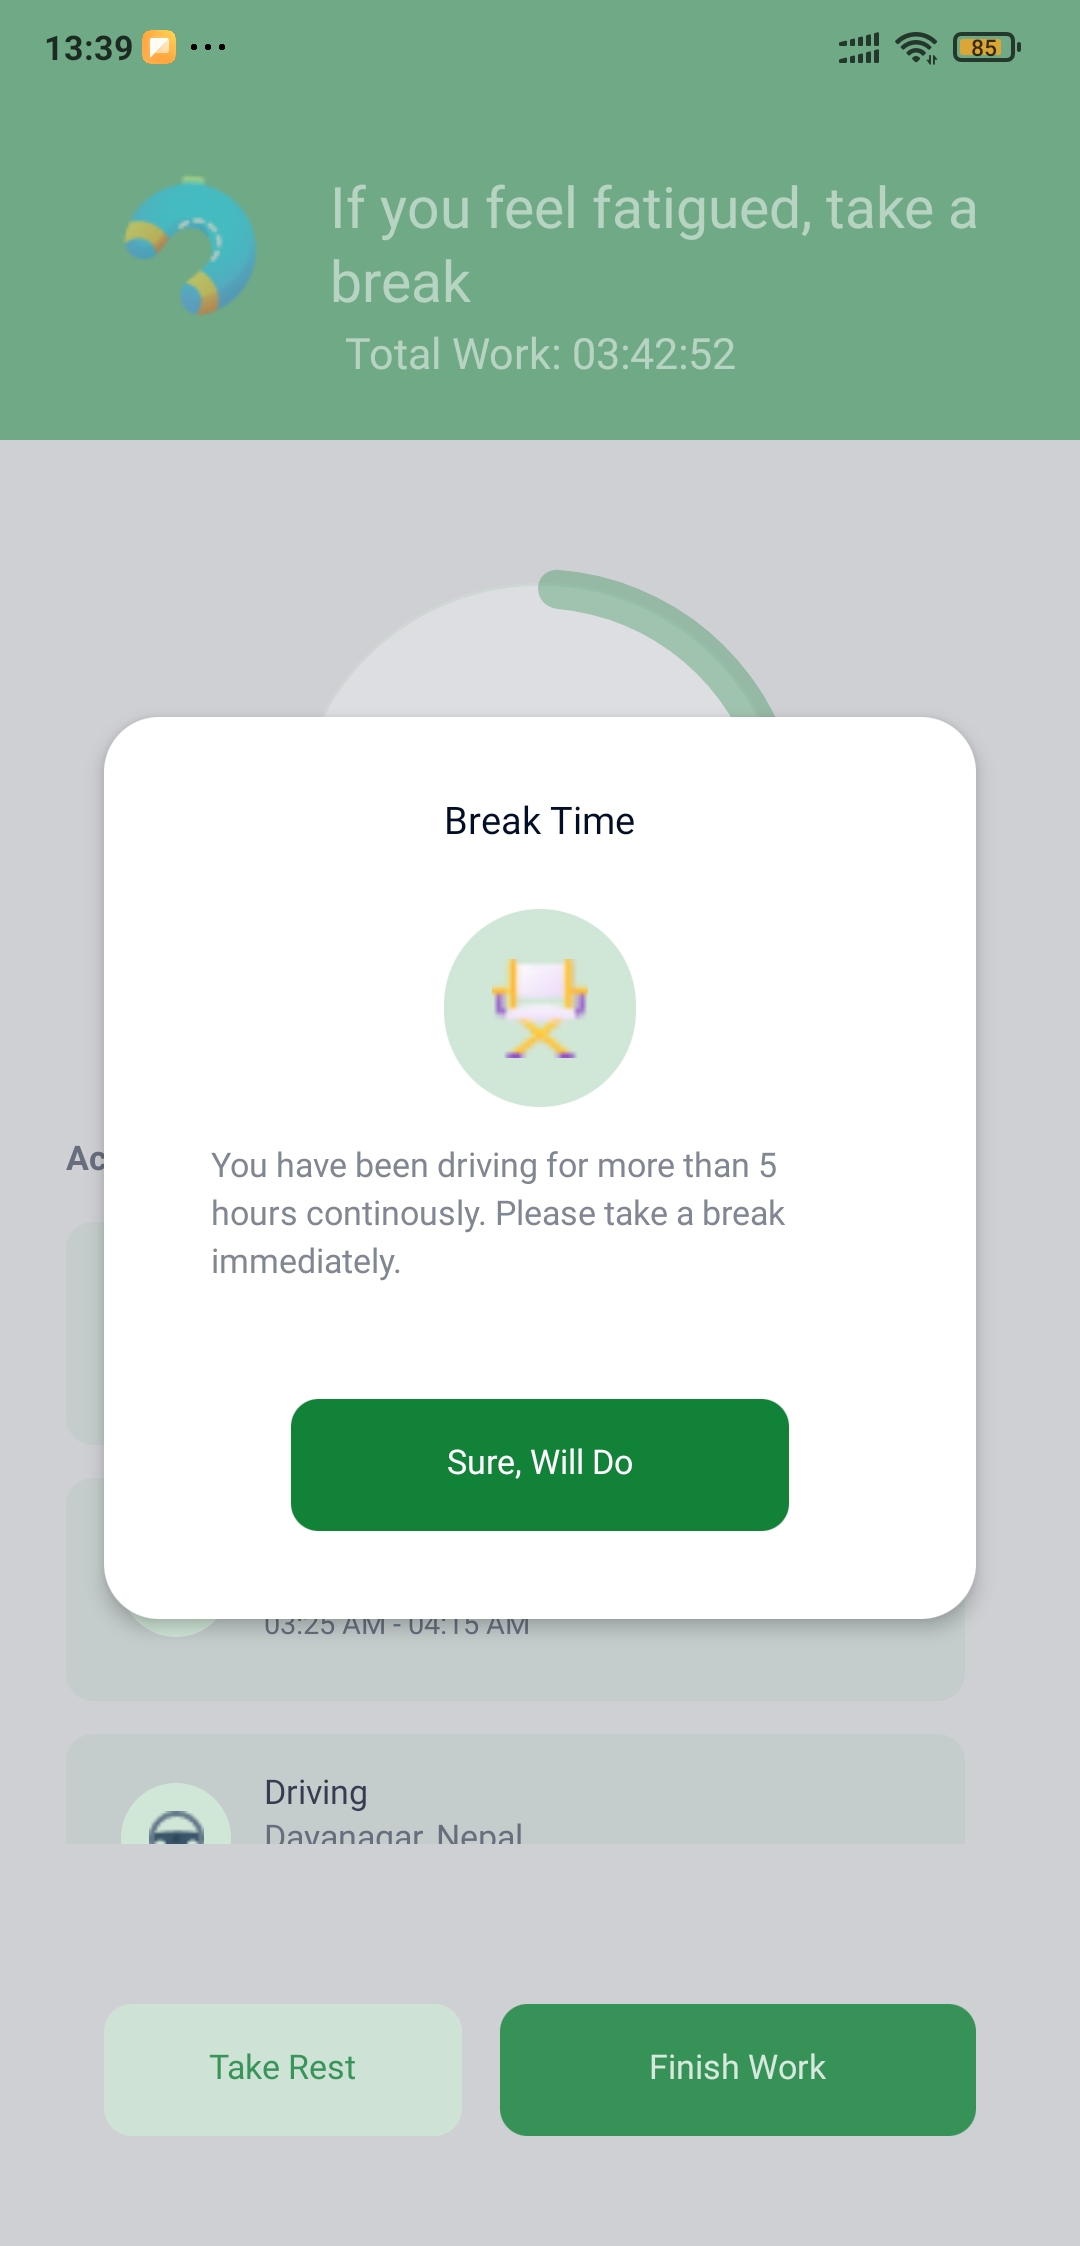 13:39
85
If you feel fatigued, take a
break
Total Work: 03:42:52
Break Time
You have been driving for more than 5
hours continously. Please take a break
immediately.
Sure, Will Do
03:25 AM - 04:15 AM
Driving
Dayanagar, Nepal
Take Rest
Finish Work